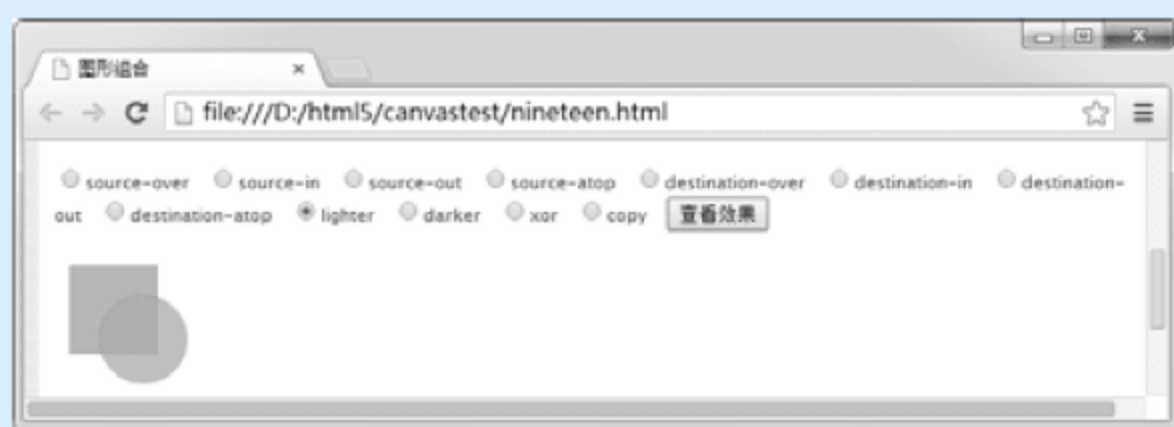 图形组合
file:///D:/html5/canvastest/nineteen.html
source-over source-in source-out source-atop destination-over destination-in destination-
out destination-atop lighter darker xor copy 查看效果